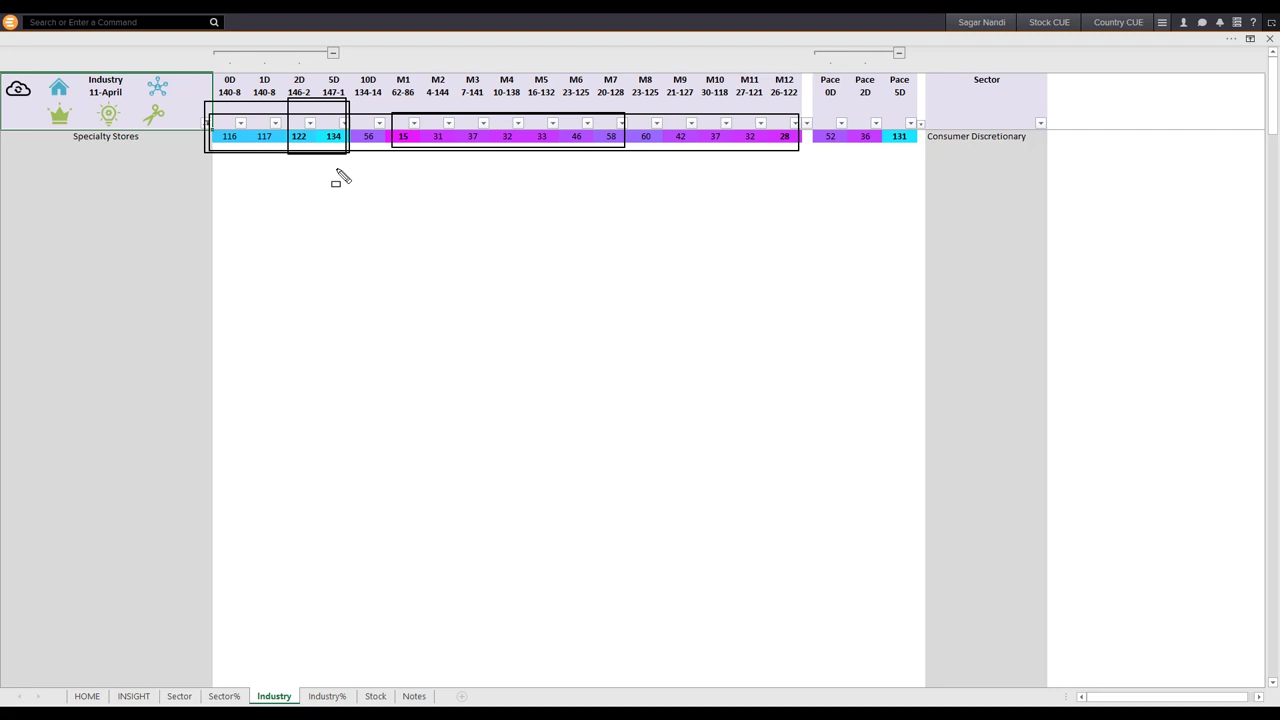 Search or Enter a Command
Sagar Nandi Stock CUE Country CUE
Industry 0D 1D 2D 5D 10D M1 M2 M3 M4 M5 M6 M7 M8 M9 M10 M11 M12 Pace Pace Pace Sector
11-April 140-8 140-8 146-2 147-1 134-14 62-86 4-144 7-141 10-138 16-132 23-125 20-128 23-125 21-127 30-118 27-121 26-122 0D 2D 5D
Specialty Stores 116 117 122 134 56 15 31 37 32 33 46 58 60 42 37 32 28 52 36 131 Consumer Discretionary
HOME INSIGHT Sector Sector% Industry Industry% Stock Notes